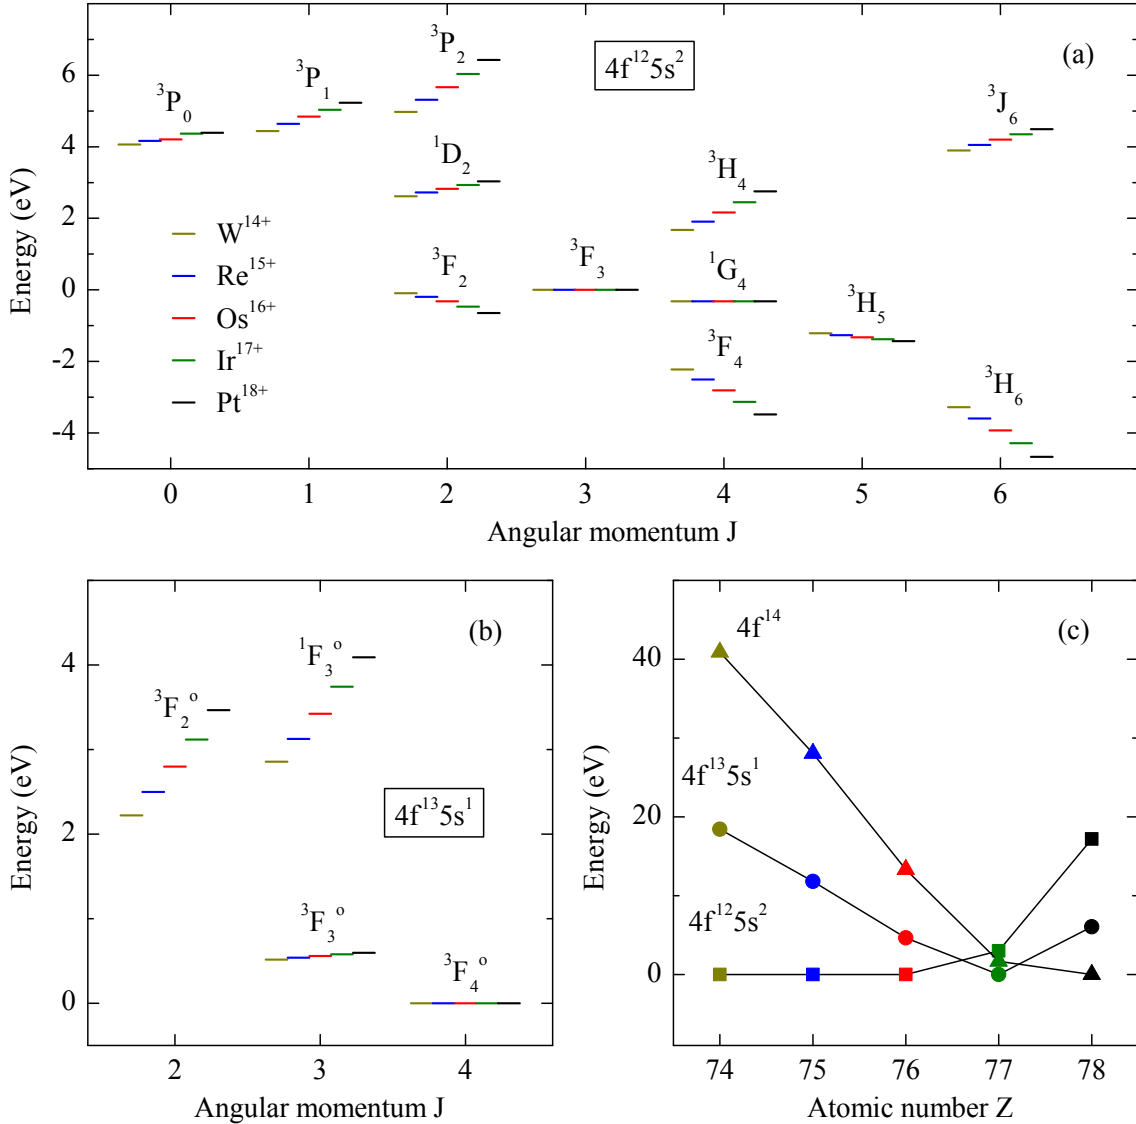 (a)
4f¹²5s²
³P₀
³P₁
³P₂
¹D₂
³F₂
³F₃
³H₄
¹G₄
³F₄
³H₅
³J₆
³H₆
W¹⁴⁺
Re¹⁵⁺
Os¹⁶⁺
Ir¹⁷⁺
Pt¹⁸⁺
6
4
2
0
-2
-4
Energy (eV)
0 1 2 3 4 5 6
Angular momentum J
(b)
¹F₃ᵒ
³F₂ᵒ
4f¹³5s¹
³F₃ᵒ
³F₄ᵒ
4
2
0
Energy (eV)
2 3 4
Angular momentum J
(c)
4f¹⁴
4f¹³5s¹
4f¹²5s²
40
20
0
Energy (eV)
74 75 76 77 78
Atomic number Z